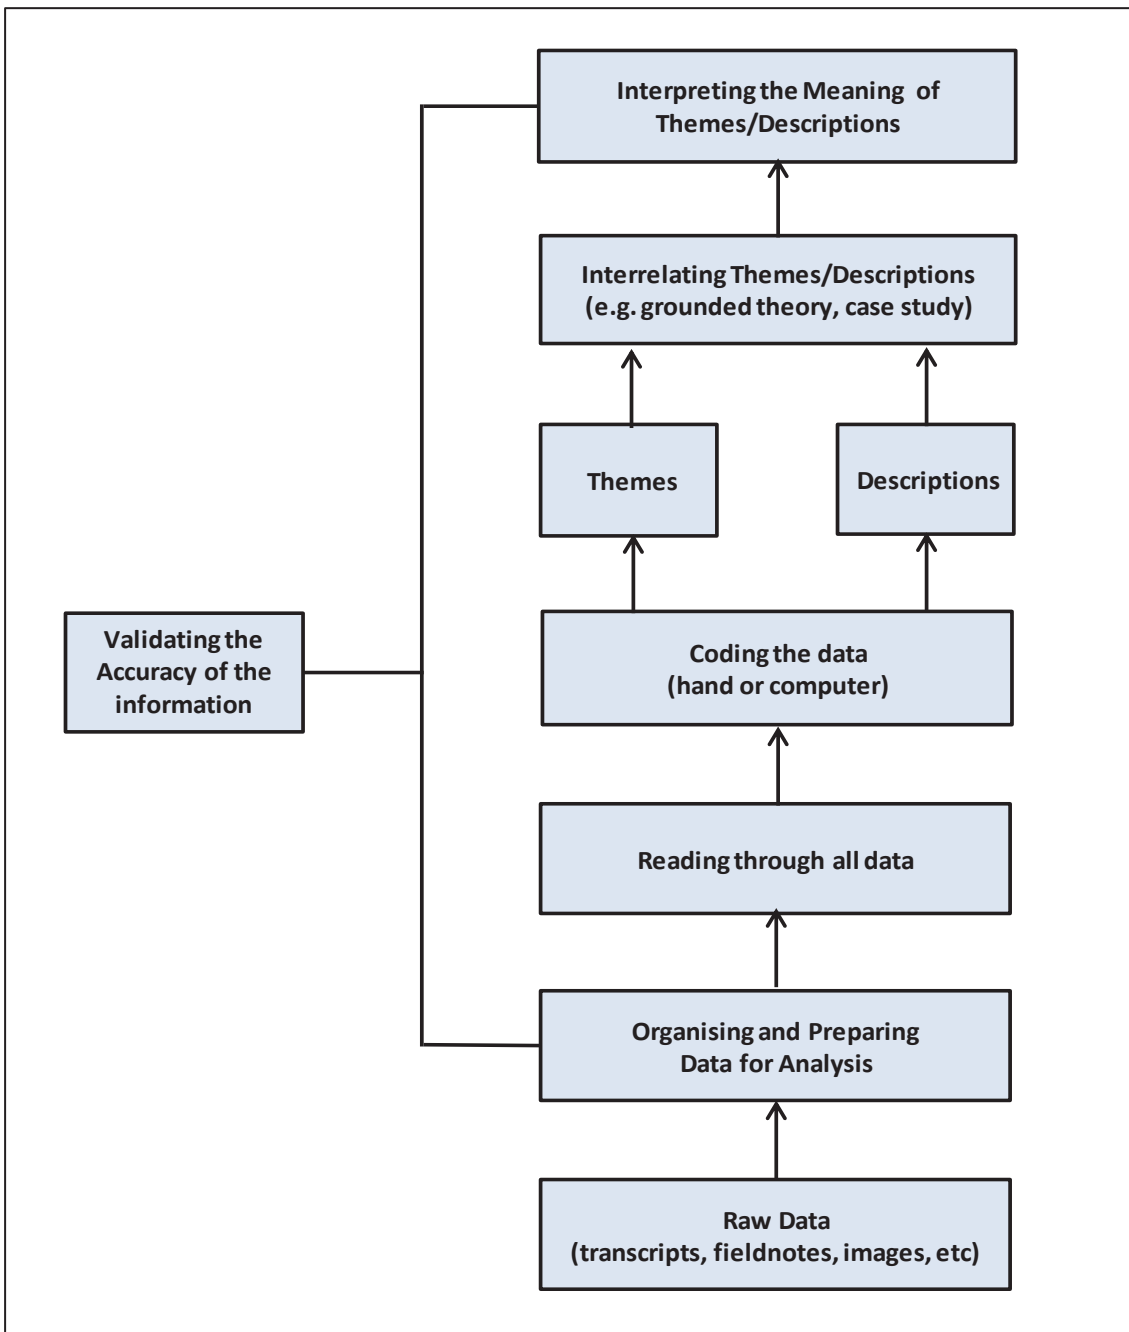 Interpreting the Meaning of
Themes/Descriptions
Interrelating Themes/Descriptions
(e.g. grounded theory, case study)
Themes
Descriptions
Validating the
Accuracy of the
information
Coding the data
(hand or computer)
Reading through all data
Organising and Preparing
Data for Analysis
Raw Data
(transcripts, fieldnotes, images, etc)